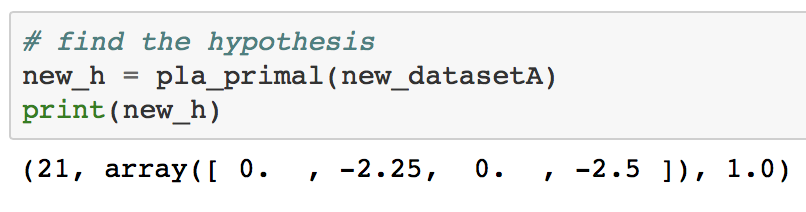 # find the hypothesis
new_h = pla_primal(new_datasetA)
print(new_h)
(21, array([ 0.  , -2.25,  0.  , -2.5 ]), 1.0)